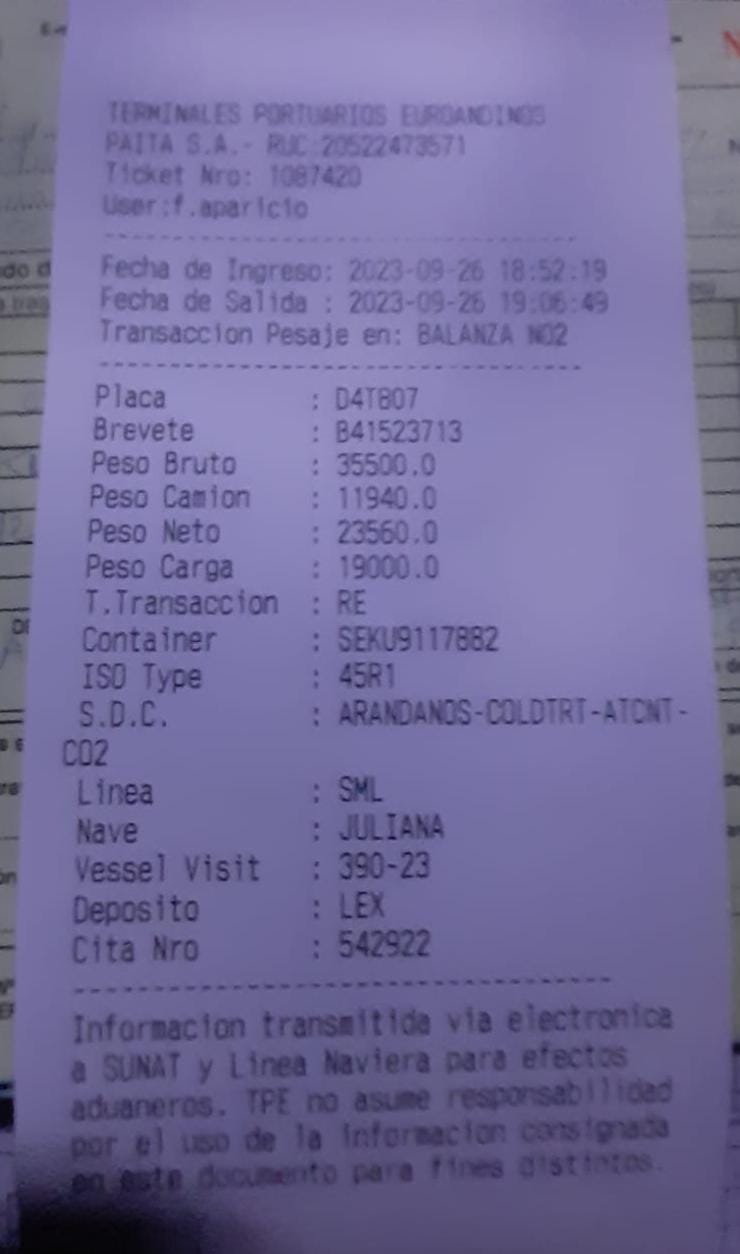 TERMINALES PORTUARIOS EUROANDINOS
PAITA S.A.- RUC:20522473571
Ticket Nro: 1087420
User:f.aparicio
Fecha de Ingreso: 2023-09-26 18:52:19
Fecha de Salida : 2023-09-26 19:06:49
Transaccion Pesaje en: BALANZA NO2
Placa : D4T807
Brevete : B41523713
Peso Bruto : 35500.0
Peso Camion : 11940.0
Peso Neto : 23560.0
Peso Carga : 19000.0
T.Transaccion : RE
Container : SEKU9117882
ISO Type : 45R1
S.D.C. : ARANDANOS-COLDTRT-ATCNT-
CO2
Linea : SML
Nave : JULIANA
Vessel Visit : 390-23
Deposito : LEX
Cita Nro : 542922
Informacion transmitida via electronica
a SUNAT y Linea Naviera para efectos
aduaneros. TPE no asume responsabilidad
por el uso de la informacion consignada
en este documento para fines distintos.